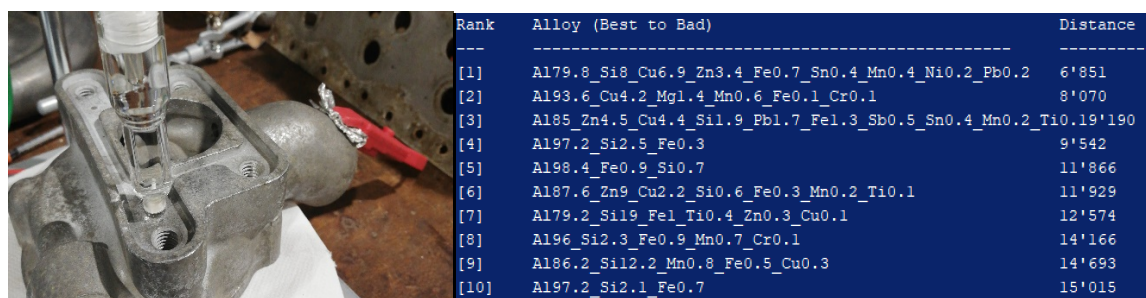 Rank Alloy (Best to Bad) Distance
--- -------------------------------------------------- ---------
[1] Al79.8_Si8_Cu6.9_Zn3.4_Fe0.7_Sn0.4_Mn0.4_Ni0.2_Pb0.2 6'851
[2] Al93.6_Cu4.2_Mg1.4_Mn0.6_Fe0.1_Cr0.1 8'070
[3] Al85_Zn4.5_Cu4.4_Si1.9_Pb1.7_Fe1.3_Sb0.5_Sn0.4_Mn0.2_Ti0.19'190
[4] Al97.2_Si2.5_Fe0.3 9'542
[5] Al98.4_Fe0.9_Si0.7 11'866
[6] Al87.6_Zn9_Cu2.2_Si0.6_Fe0.3_Mn0.2_Ti0.1 11'929
[7] Al79.2_Si19_Fe1_Ti0.4_Zn0.3_Cu0.1 12'574
[8] Al96_Si2.3_Fe0.9_Mn0.7_Cr0.1 14'166
[9] Al86.2_Si12.2_Mn0.8_Fe0.5_Cu0.3 14'693
[10] Al97.2_Si2.1_Fe0.7 15'015